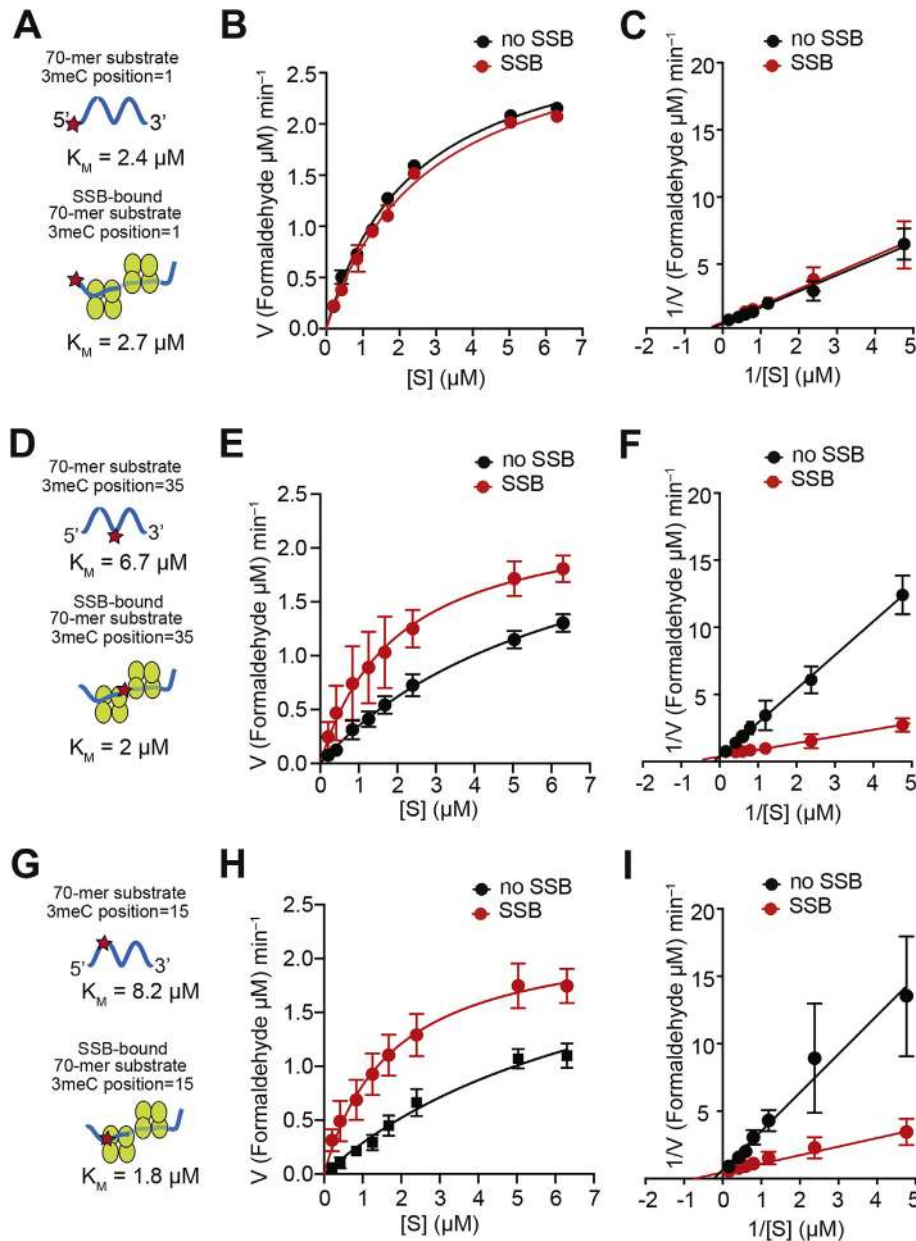 A
70-mer substrate
3meC position=1
5' 3'
K_M = 2.4 µM
SSB-bound
70-mer substrate
3meC position=1
K_M = 2.7 µM
B
no SSB
SSB
V (Formaldehyde µM) min⁻¹
2.5
2.0
1.5
1.0
0.5
0.0
0 1 2 3 4 5 6 7
[S] (µM)
C
no SSB
SSB
1/V (Formaldehyde µM) min⁻¹
20
15
10
5
-2 -1 0 1 2 3 4 5
1/[S] (µM)
D
70-mer substrate
3meC position=35
5' 3'
K_M = 6.7 µM
SSB-bound
70-mer substrate
3meC position=35
K_M = 2 µM
E
no SSB
SSB
V (Formaldehyde µM) min⁻¹
2.5
2.0
1.5
1.0
0.5
0.0
0 1 2 3 4 5 6 7
[S] (µM)
F
no SSB
SSB
1/V (Formaldehyde µM) min⁻¹
20
15
10
5
-2 -1 0 1 2 3 4 5
1/[S] (µM)
G
70-mer substrate
3meC position=15
5' 3'
K_M = 8.2 µM
SSB-bound
70-mer substrate
3meC position=15
K_M = 1.8 µM
H
no SSB
SSB
V (Formaldehyde µM) min⁻¹
2.5
2.0
1.5
1.0
0.5
0.0
0 1 2 3 4 5 6 7
[S] (µM)
I
no SSB
SSB
1/V (Formaldehyde µM) min⁻¹
20
15
10
5
-2 -1 0 1 2 3 4 5
1/[S] (µM)